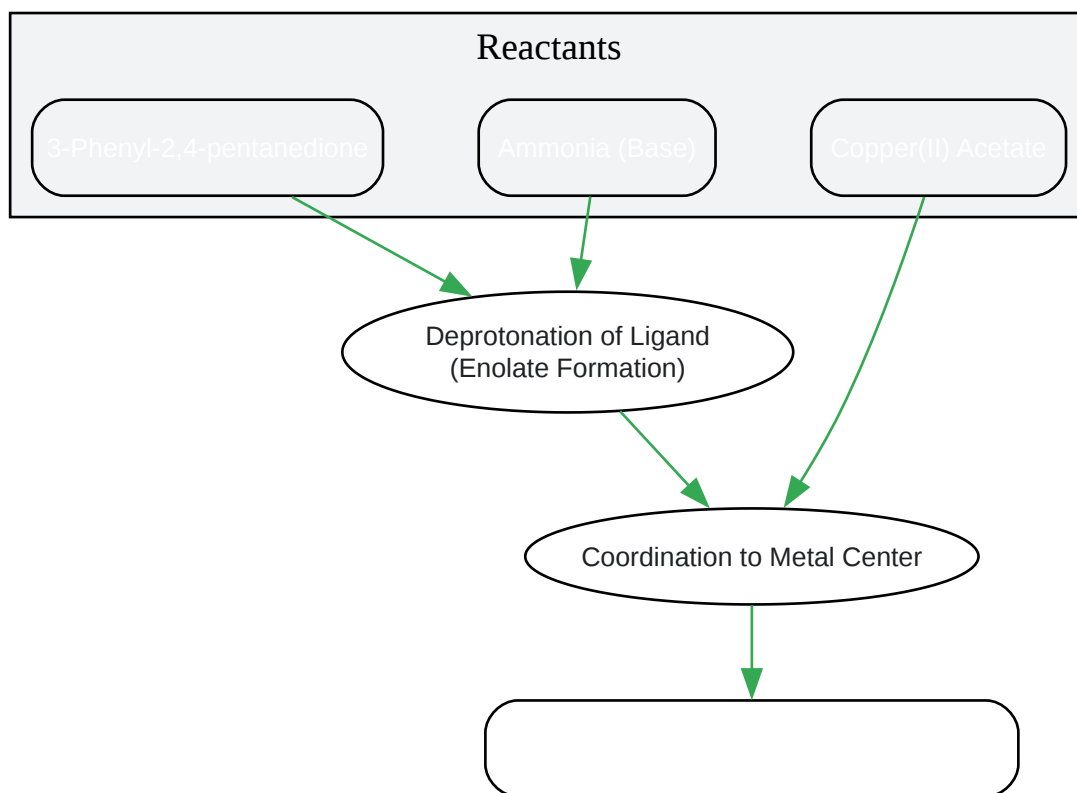 Reactants
3-Phenyl-2,4-pentanedione
Ammonia (Base)
Copper(II) Acetate
Deprotonation of Ligand
(Enolate Formation)
Coordination to Metal Center